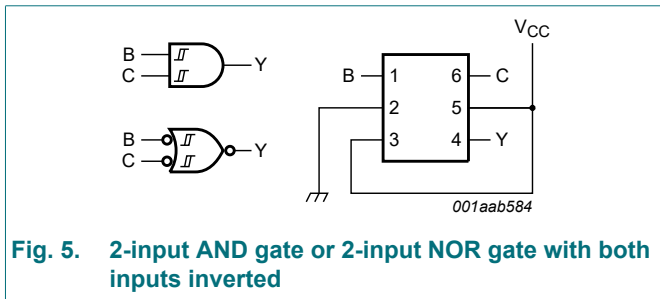 V_CC
B
C
Y
B
1
6
C
2
5
3
4
Y
B
C
Y
001aab584
Fig. 5. 2-input AND gate or 2-input NOR gate with both
inputs inverted